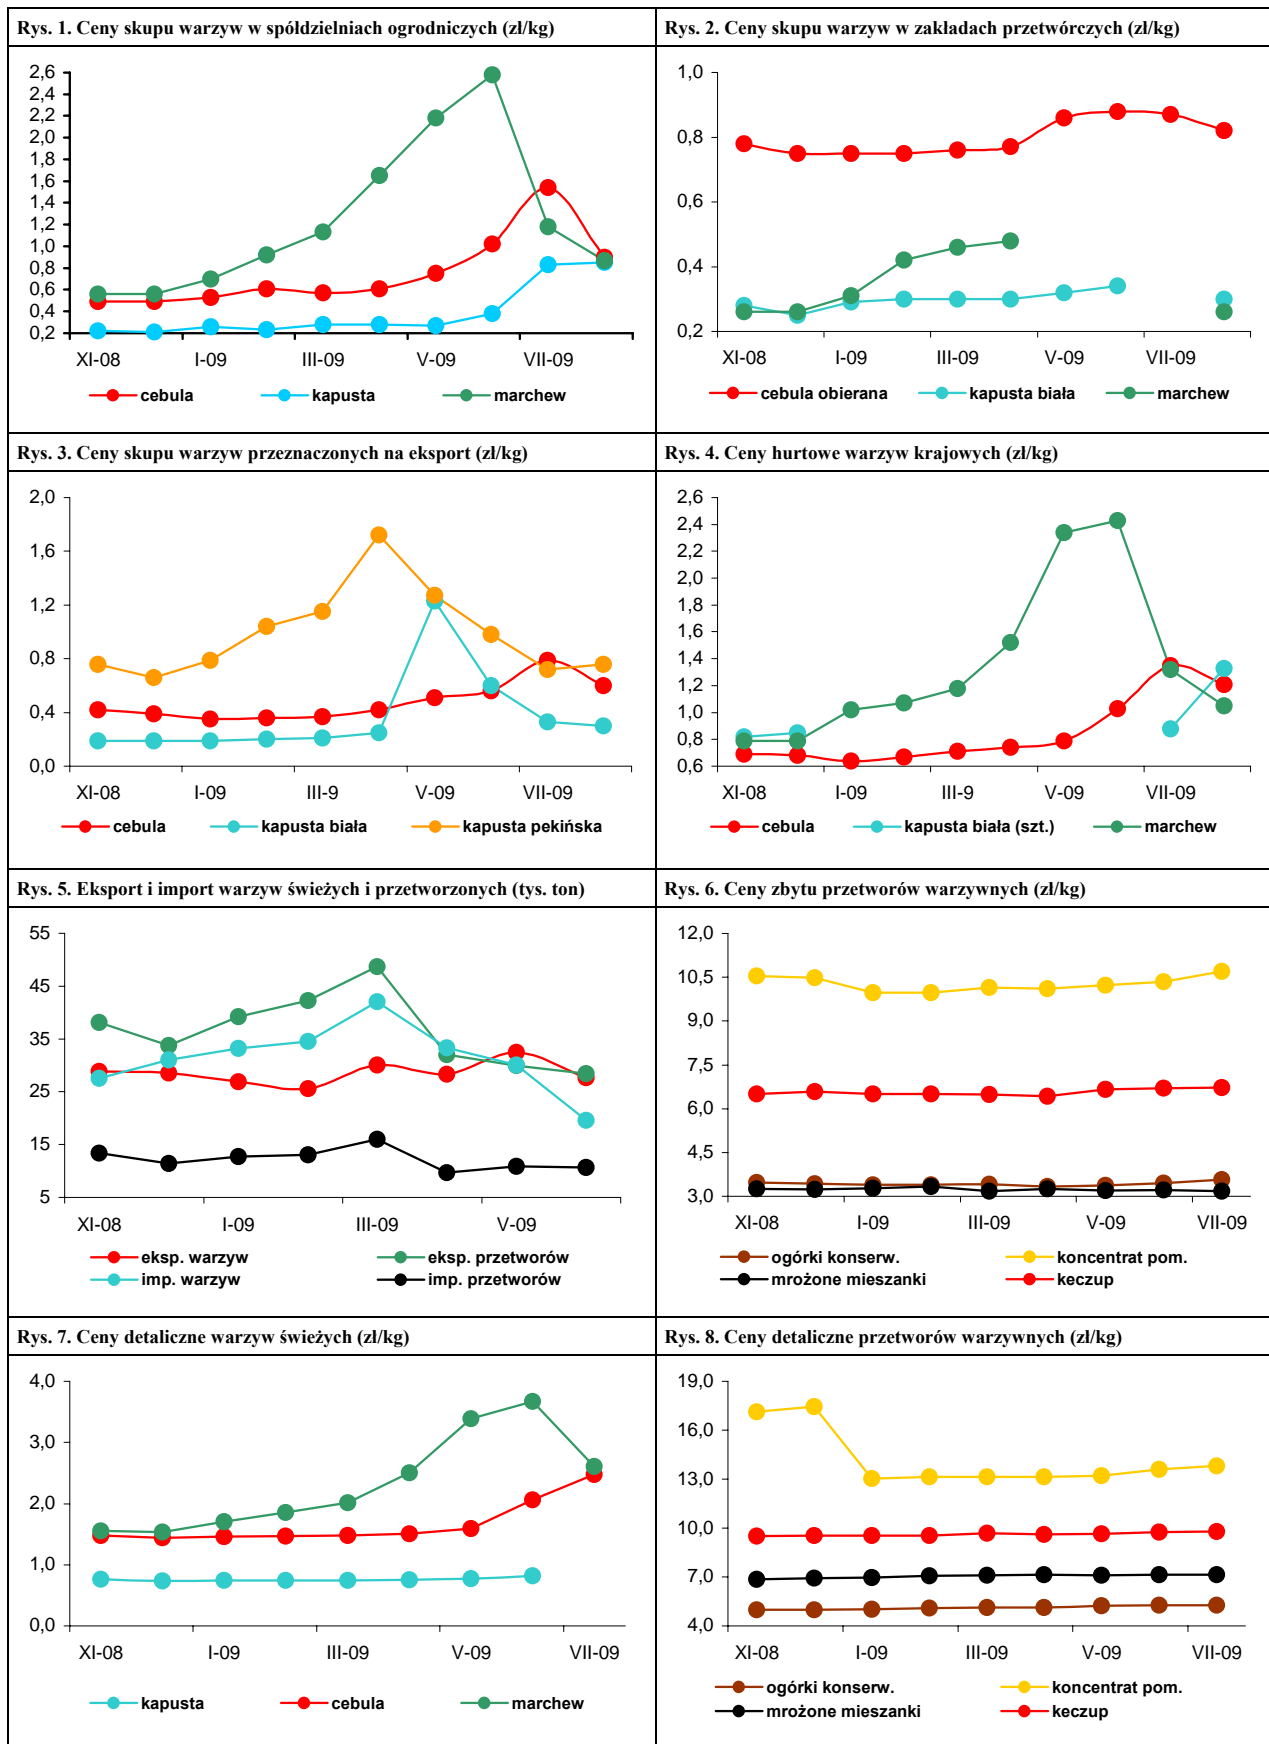 Rys. 1. Ceny skupu warzyw w spółdzielniach ogrodniczych (zł/kg)
2,6
2,4
2,2
2,0
1,8
1,6
1,4
1,2
1,0
0,8
0,6
0,4
0,2
XI-08 I-09 III-09 V-09 VII-09
cebula kapusta marchew
Rys. 2. Ceny skupu warzyw w zakładach przetwórczych (zł/kg)
1,0
0,8
0,6
0,4
0,2
XI-08 I-09 III-09 V-09 VII-09
cebula obierana kapusta biała marchew
Rys. 3. Ceny skupu warzyw przeznaczonych na eksport (zł/kg)
2,0
1,6
1,2
0,8
0,4
0,0
XI-08 I-09 III-9 V-09 VII-09
cebula kapusta biała kapusta pekińska
Rys. 4. Ceny hurtowe warzyw krajowych (zł/kg)
2,6
2,4
2,2
2,0
1,8
1,6
1,4
1,2
1,0
0,8
0,6
XI-08 I-09 III-9 V-09 VII-09
cebula kapusta biała (szt.) marchew
Rys. 5. Eksport i import warzyw świeżych i przetworzonych (tys. ton)
55
45
35
25
15
5
XI-08 I-09 III-09 V-09
eksp. warzyw eksp. przetworów
imp. warzyw imp. przetworów
Rys. 6. Ceny zbytu przetworów warzywnych (zł/kg)
12,0
10,5
9,0
7,5
6,0
4,5
3,0
XI-08 I-09 III-09 V-09 VII-09
ogórki konserw. koncentrat pom.
mrożone mieszanki keczup
Rys. 7. Ceny detaliczne warzyw świeżych (zł/kg)
4,0
3,0
2,0
1,0
0,0
XI-08 I-09 III-09 V-09 VII-09
kapusta cebula marchew
Rys. 8. Ceny detaliczne przetworów warzywnych (zł/kg)
19,0
16,0
13,0
10,0
7,0
4,0
XI-08 I-09 III-09 V-09 VII-09
ogórki konserw. koncentrat pom.
mrożone mieszanki keczup